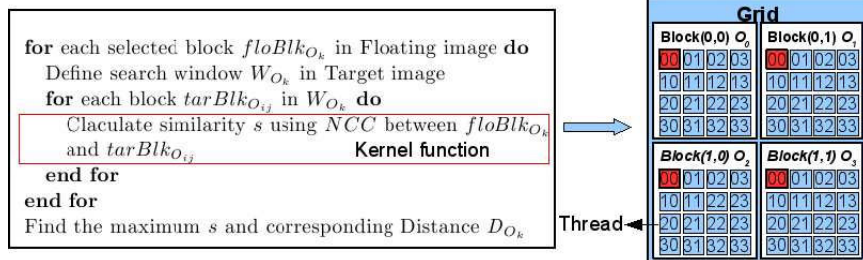 for each selected block floBlk_{O_k} in Floating image do
Define search window W_{O_k} in Target image
for each block tarBlk_{O_{ij}} in W_{O_k} do
Claculate similarity s using NCC between floBlk_{O_k}
and tarBlk_{O_{ij}} Kernel function
end for
end for
Find the maximum s and corresponding Distance D_{O_k}
Thread
Grid
Block(0,0) O_0
00 01 02 03
10 11 12 13
20 21 22 23
30 31 32 33
Block(0,1) O_1
00 01 02 03
10 11 12 13
20 21 22 23
30 31 32 33
Block(1,0) O_2
00 01 02 03
10 11 22 23
20 21 22 23
30 31 32 33
Block(1,1) O_3
00 01 02 03
10 11 22 23
20 21 22 23
30 31 32 33